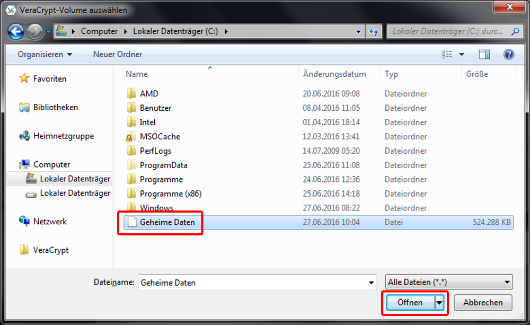 VeraCrypt-Volume auswählen
Computer Lokaler Datenträger (C:)
Lokaler Datenträger (C:) durc...
Organisieren Neuer Ordner
Name Änderungsdatum Typ Größe
Favoriten
Bibliotheken
Heimnetzgruppe
Computer
Lokaler Datenträger
Lokaler Datenträger
Netzwerk
VeraCrypt
AMD 20.06.2016 09:08 Dateiordner
Benutzer 08.04.2016 11:05 Dateiordner
Intel 01.04.2016 18:14 Dateiordner
MSOCache 12.03.2016 13:41 Dateiordner
PerfLogs 14.07.2009 05:20 Dateiordner
ProgramData 25.06.2016 11:08 Dateiordner
Programme 24.06.2016 12:36 Dateiordner
Programme (x86) 25.06.2016 14:18 Dateiordner
Windows 27.06.2016 08:22 Dateiordner
Geheime Daten 27.06.2016 10:04 Datei 524.288 KB
Dateiname: Geheime Daten
Alle Dateien (*.*)
Öffnen Abbrechen